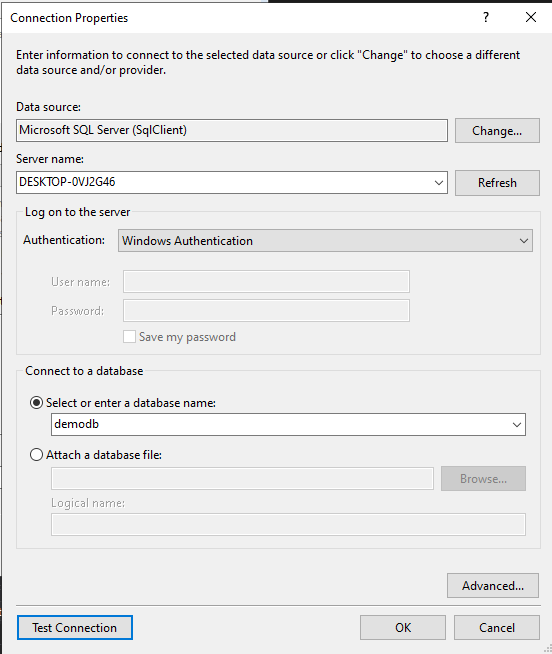 Connection Properties
Enter information to connect to the selected data source or click "Change" to choose a different
data source and/or provider.
Data source:
Microsoft SQL Server (SqlClient)
Change...
Server name:
DESKTOP-0VJ2G46
Refresh
Log on to the server
Authentication:
Windows Authentication
User name:
Password:
Save my password
Connect to a database
Select or enter a database name:
demodb
Attach a database file:
Browse...
Logical name:
Advanced...
Test Connection
OK
Cancel